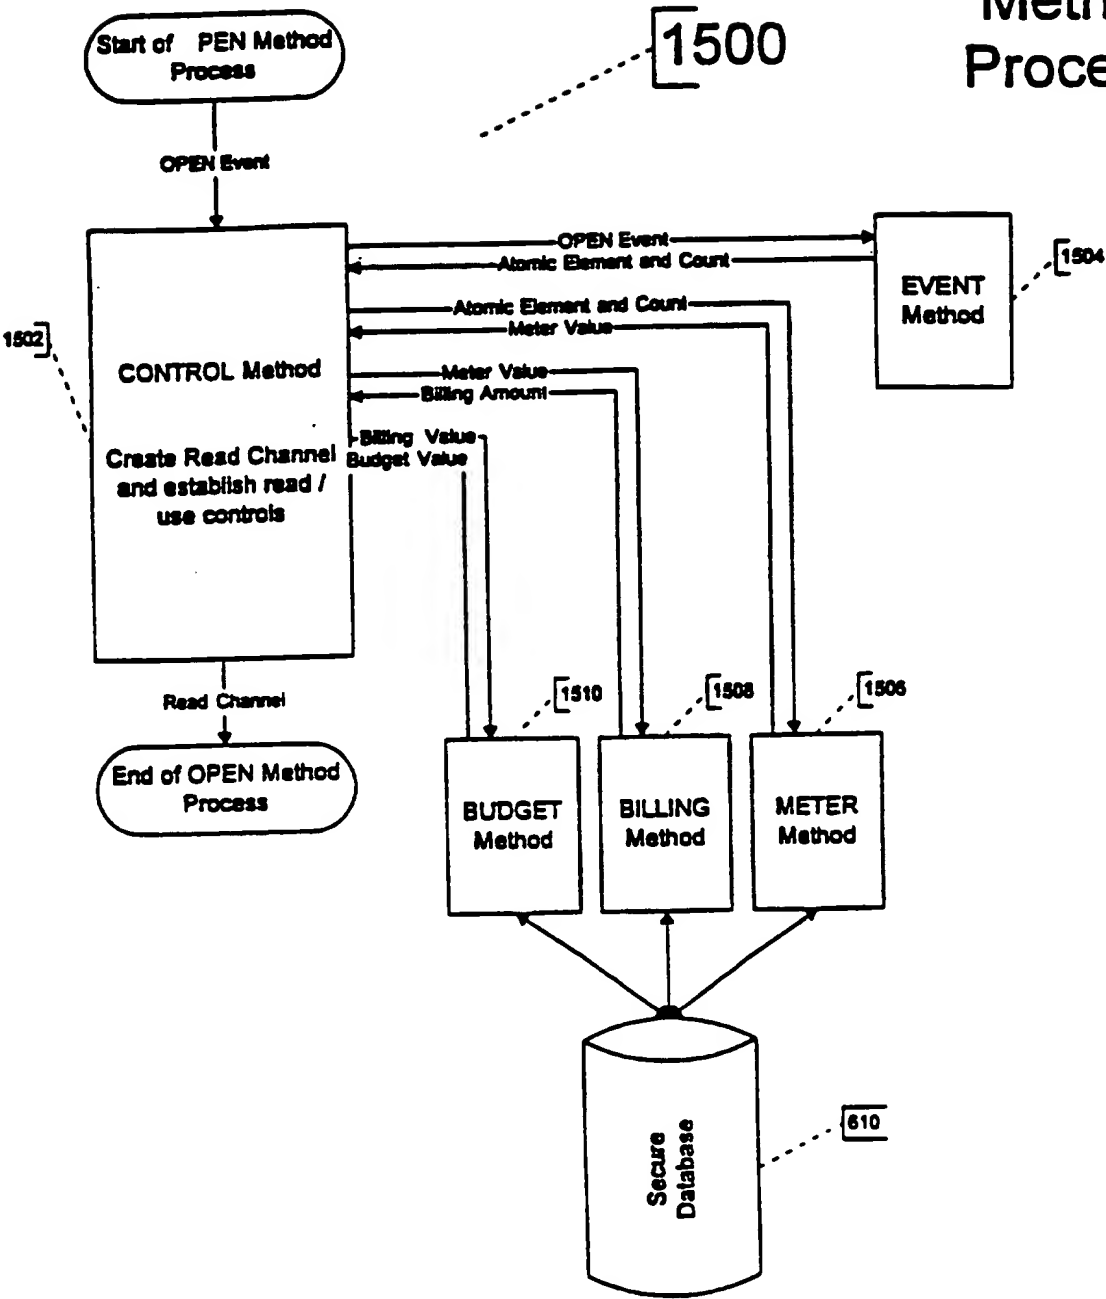 Start of PEN Method
Process
1500
Meth
Proce
OPEN Event
OPEN Event
Atomic Element and Count
EVENT
Method
1504
Atomic Element and Count
Meter Value
1502
CONTROL Method
Meter Value
Billing Amount
Billing Value
Budget Value
Create Read Channel
and establish read /
use controls
Read Channel
1510
1508
1506
End of OPEN Method
Process
BUDGET
Method
BILLING
Method
METER
Method
610
Secure
Database